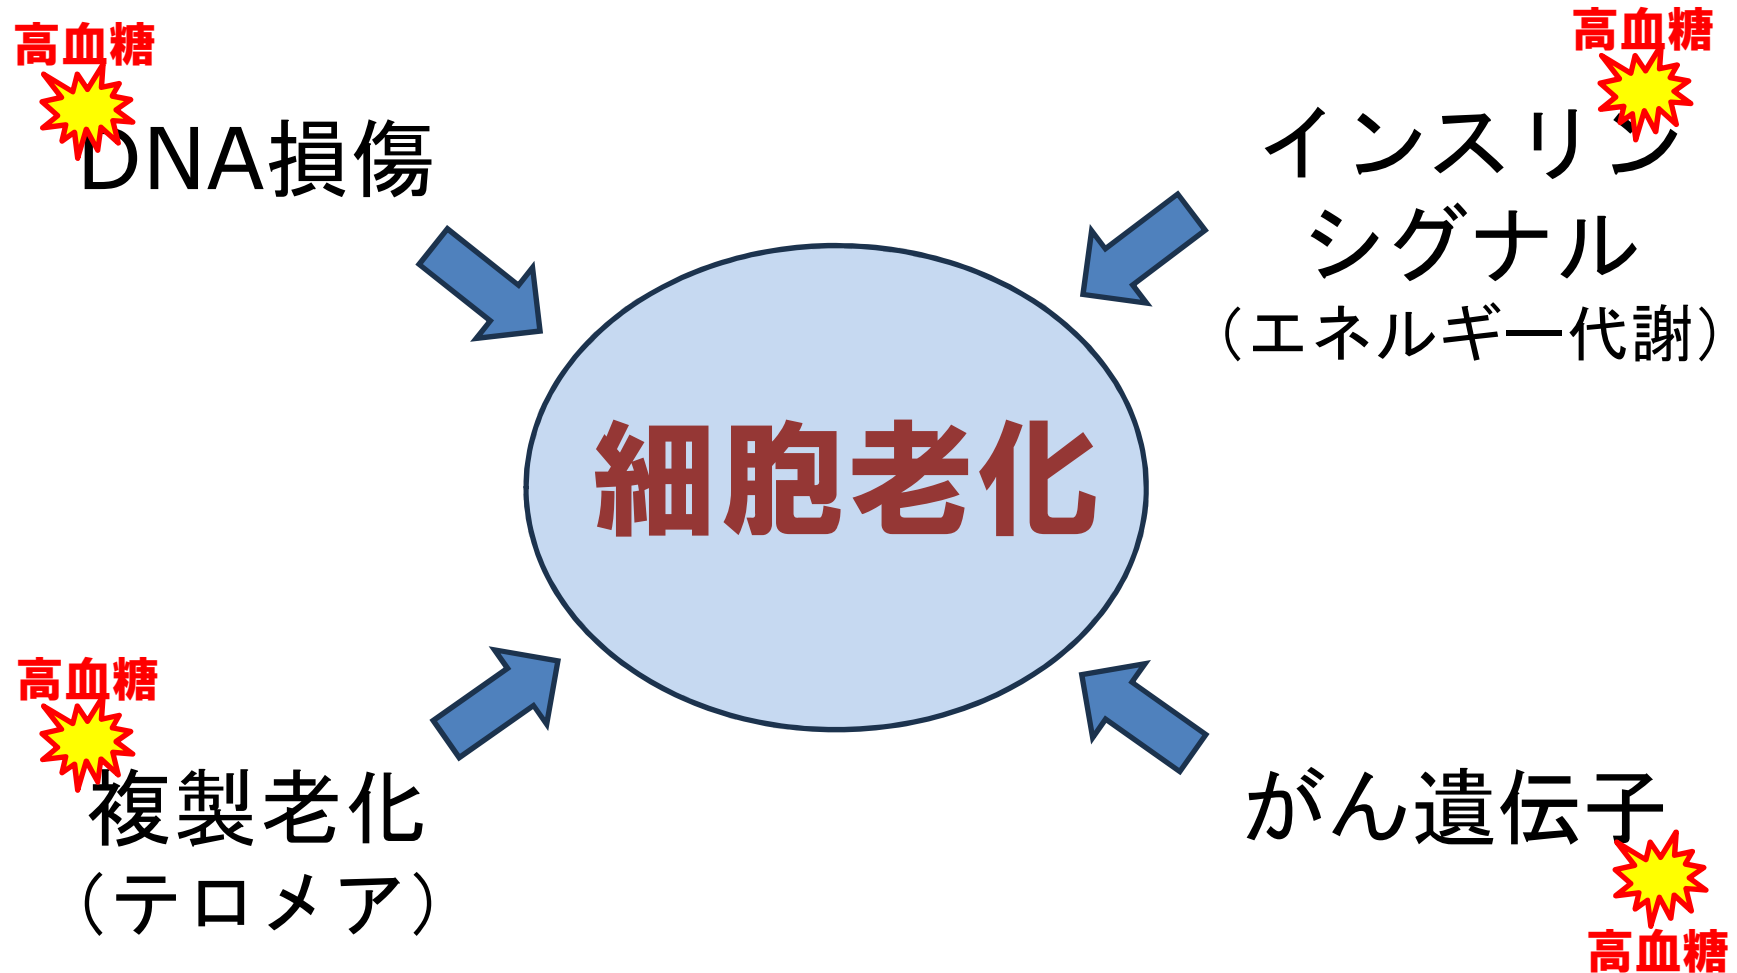 高血糖
DNA損傷
高血糖
インスリン
シグナル
（エネルギー代謝）
細胞老化
高血糖
複製老化
（テロメア）
がん遺伝子
高血糖